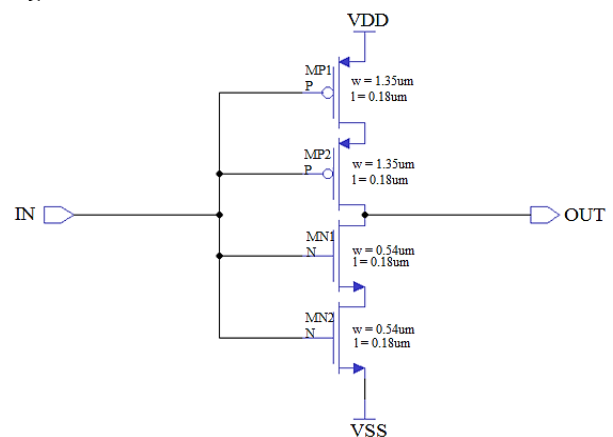 VDD
MP1
P
w = 1.35um
l = 0.18um
MP2
P
w = 1.35um
l = 0.18um
IN
OUT
MN1
N
w = 0.54um
l = 0.18um
MN2
N
w = 0.54um
l = 0.18um
VSS